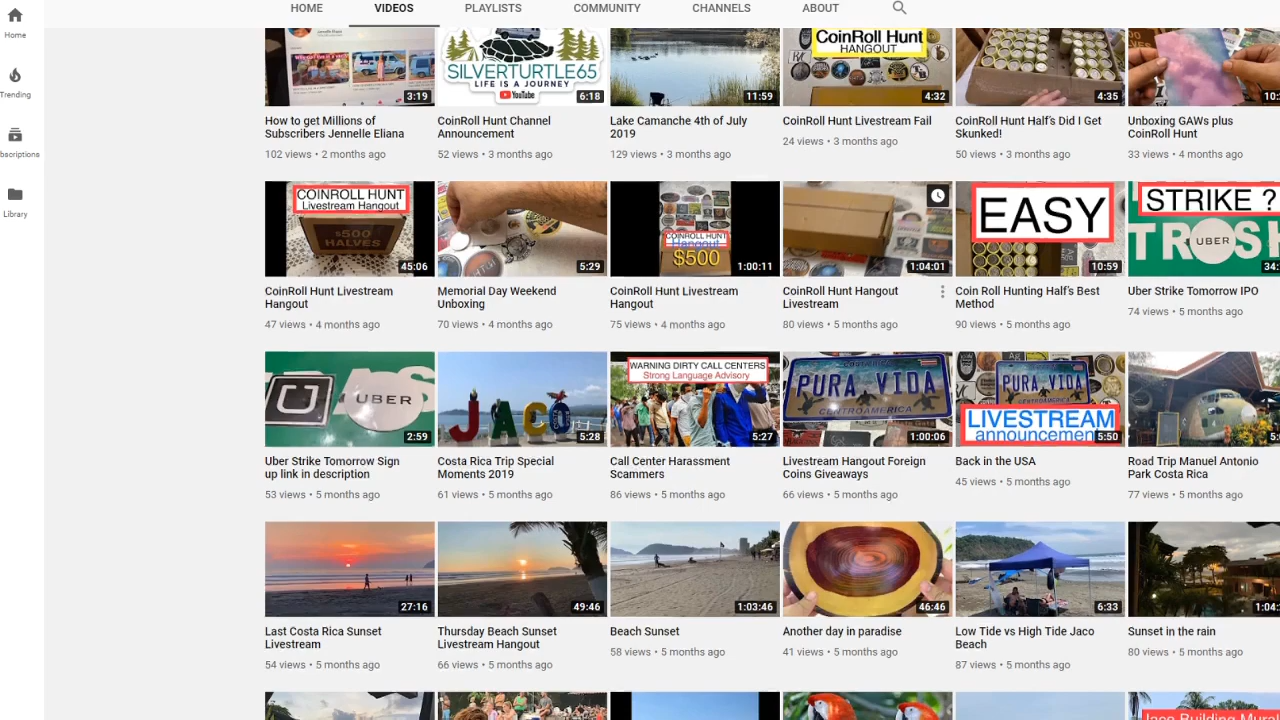 HOME VIDEOS PLAYLISTS COMMUNITY CHANNELS ABOUT
Home
Trending
bscriptions
Library
3:19
SILVERTURTLE65
LIFE IS A JOURNEY
YouTube
6:18
11:59
CoinRoll Hunt
HANGOUT
4:32
4:35
10:
How to get Millions of
Subscribers Jennelle Eliana
102 views • 2 months ago
CoinRoll Hunt Channel
Announcement
52 views • 3 months ago
Lake Camanche 4th of July
2019
129 views • 3 months ago
CoinRoll Hunt Livestream Fail
24 views • 3 months ago
CoinRoll Hunt Half's Did I Get
Skunked!
50 views • 3 months ago
Unboxing GAWs plus
CoinRoll Hunt
33 views • 4 months ago
COINROLL HUNT
Livestream Hangout
$500
HALVES
45:06
5:29
COINROLL HUNT
Hangout
$500
1:00:11
1:04:01
EASY
10:59
STRIKE ?
UBER
34:
CoinRoll Hunt Livestream
Hangout
47 views • 4 months ago
Memorial Day Weekend
Unboxing
70 views • 4 months ago
CoinRoll Hunt Livestream
Hangout
75 views • 4 months ago
CoinRoll Hunt Hangout
Livestream
80 views • 5 months ago
Coin Roll Hunting Half's Best
Method
90 views • 5 months ago
Uber Strike Tomorrow IPO
74 views • 5 months ago
UBER
2:59
JACO
5:28
WARNING DIRTY CALL CENTERS
Strong Language Advisory
5:27
PURA VIDA
CENTROAMERICA
1:00:06
PURA VIDA
LIVESTREAM
announcemen
5:50
5:
Uber Strike Tomorrow Sign
up link in description
53 views • 5 months ago
Costa Rica Trip Special
Moments 2019
61 views • 5 months ago
Call Center Harassment
Scammers
86 views • 5 months ago
Livestream Hangout Foreign
Coins Giveaways
66 views • 5 months ago
Back in the USA
45 views • 5 months ago
Road Trip Manuel Antonio
Park Costa Rica
77 views • 5 months ago
27:16
49:46
1:03:46
46:46
6:33
1:04:
Last Costa Rica Sunset
Livestream
54 views • 5 months ago
Thursday Beach Sunset
Livestream Hangout
66 views • 5 months ago
Beach Sunset
58 views • 5 months ago
Another day in paradise
41 views • 5 months ago
Low Tide vs High Tide Jaco
Beach
87 views • 5 months ago
Sunset in the rain
80 views • 5 months ago
Jaco Building Mural